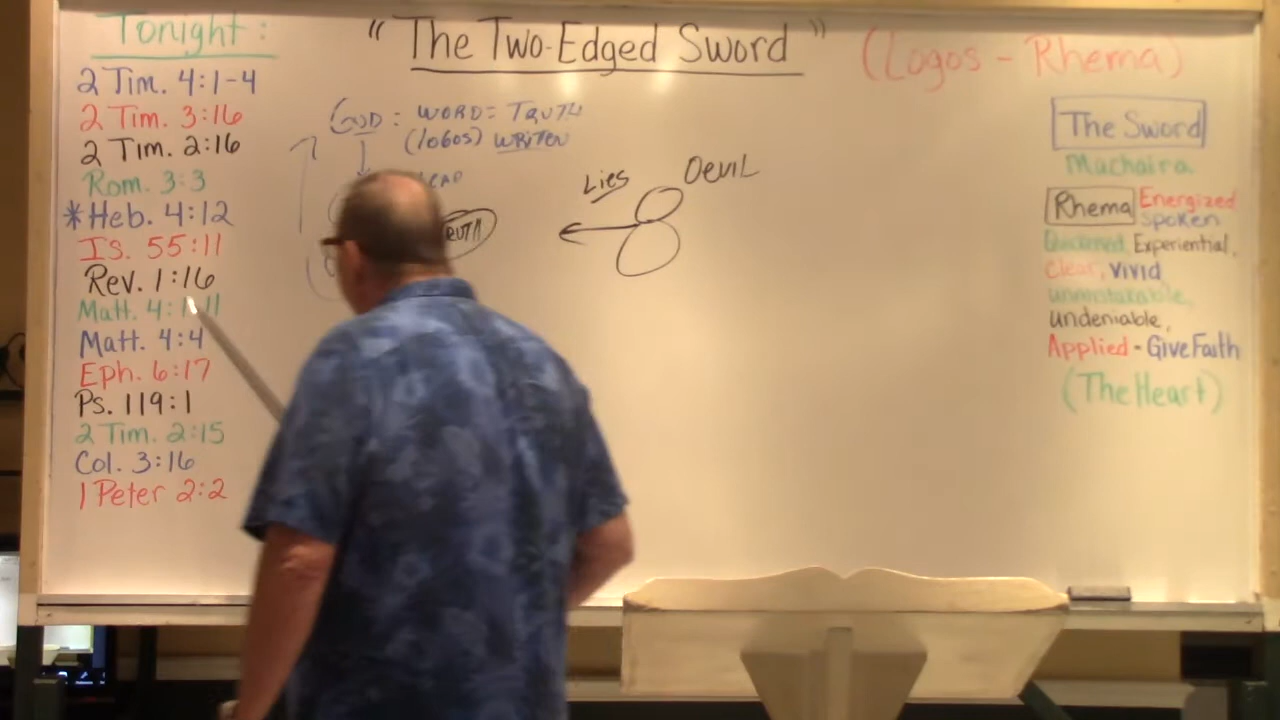 Tonight:
2 Tim. 4:1-4
2 Tim. 3:16
2 Tim. 2:16
Rom. 3:3
*Heb. 4:12
Is. 55:11
Rev. 1:16
Matt. 4:1-11
Matt. 4:4
Eph. 6:17
Ps. 119:1
2 Tim. 2:15
Col. 3:16
1 Peter 2:2
"The Two-Edged Sword"
GOD: WORD = TRUTH
(logos) WRITTEN
Lies
DEVIL
(Logos - Rhema)
The Sword
Machaira.
Rhema Energized
spoken
Quickened, Experiential,
Clear, Vivid
unmistakable,
undeniable,
Applied - Give Faith
(The Heart)